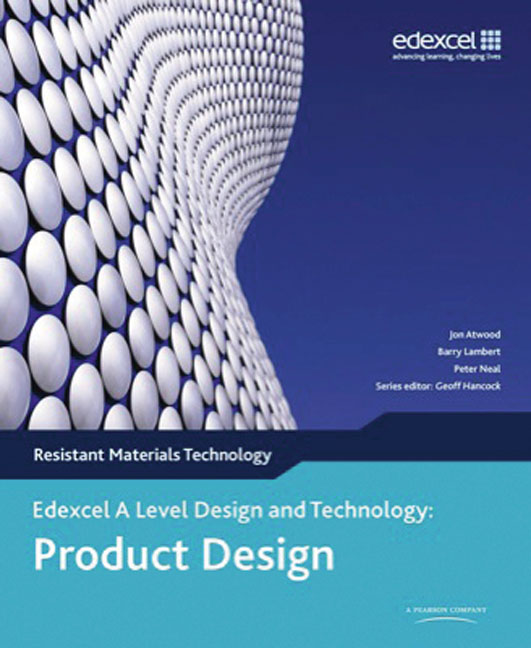 edexcel
advancing learning, changing lives
Jon Atwood
Barry Lambert
Peter Neal
Series editor: Geoff Hancock
Resistant Materials Technology
Edexcel A Level Design and Technology:
Product Design
A PEARSON COMPANY